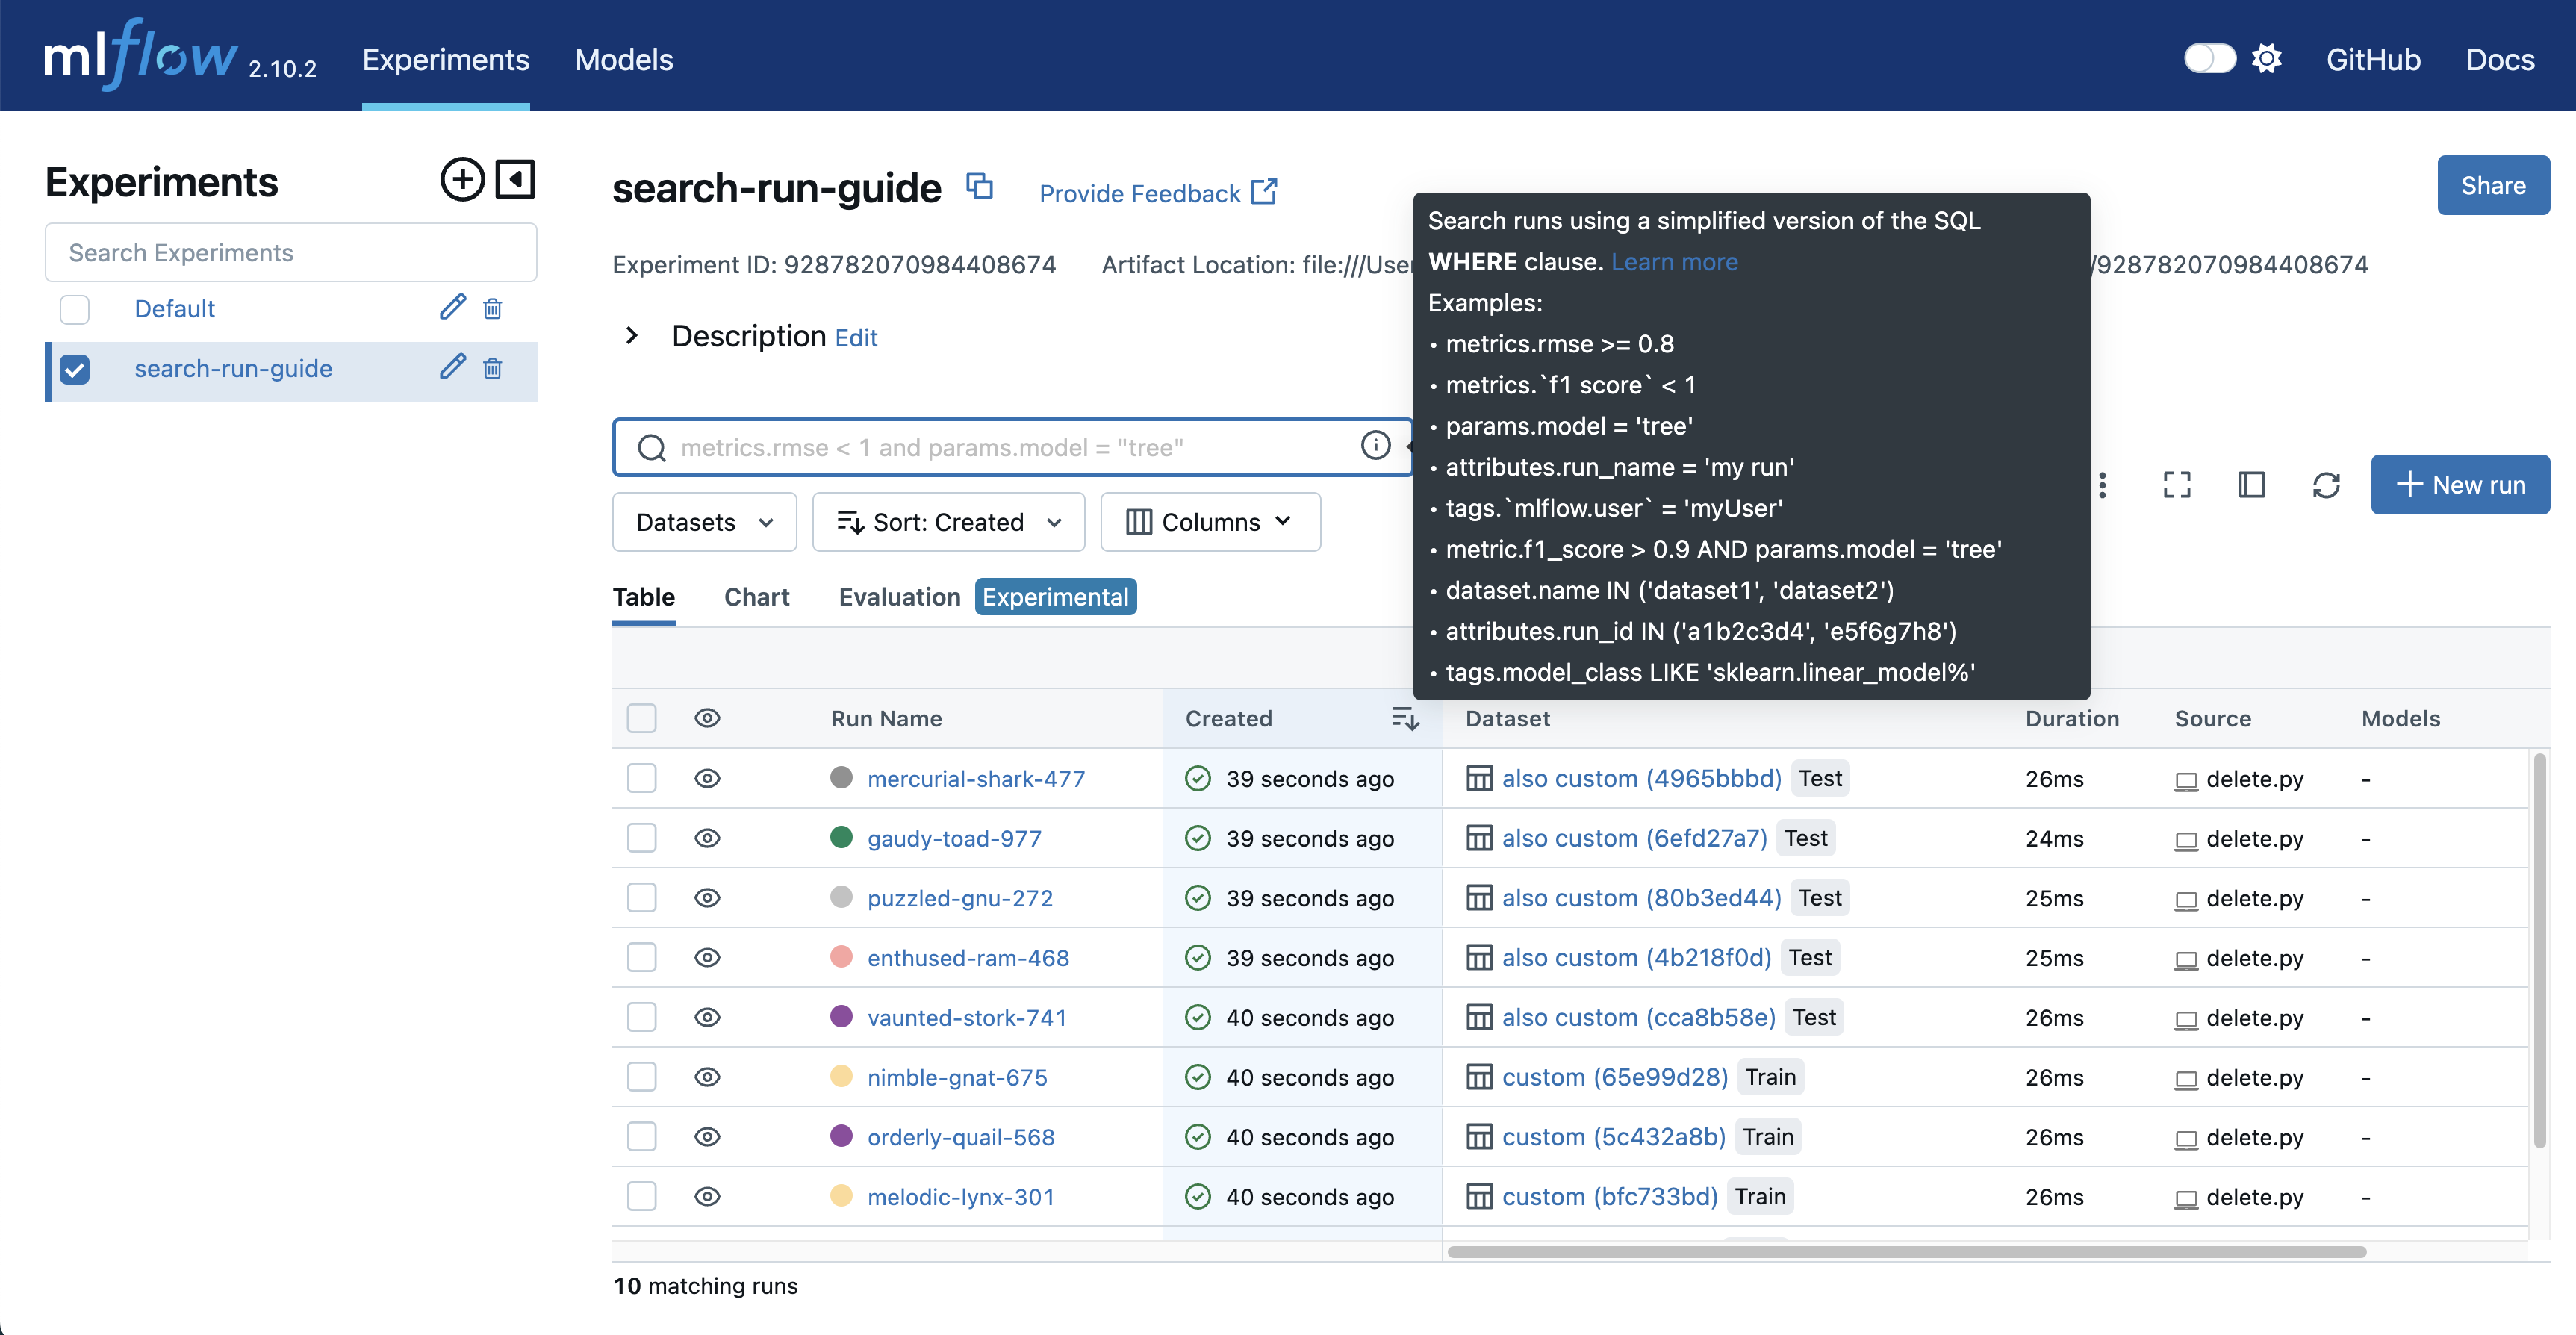 mlflow 2.10.2 Experiments Models GitHub Docs
Experiments
Search Experiments
Default
search-run-guide
search-run-guide Provide Feedback
Share
Experiment ID: 928782070984408674 Artifact Location: file:///User /928782070984408674
Description Edit
Search runs using a simplified version of the SQL
WHERE clause. Learn more
Examples:
• metrics.rmse >= 0.8
• metrics.`f1 score` < 1
• params.model = 'tree'
• attributes.run_name = 'my run'
• tags.`mlflow.user` = 'myUser'
• metric.f1_score > 0.9 AND params.model = 'tree'
• dataset.name IN ('dataset1', 'dataset2')
• attributes.run_id IN ('a1b2c3d4', 'e5f6g7h8')
• tags.model_class LIKE 'sklearn.linear_model%'
metrics.rmse < 1 and params.model = "tree"
New run
Datasets Sort: Created Columns
Table Chart Evaluation Experimental
Run Name Created Dataset Duration Source Models
mercurial-shark-477 39 seconds ago also custom (4965bbbd) Test 26ms delete.py -
gaudy-toad-977 39 seconds ago also custom (6efd27a7) Test 24ms delete.py -
puzzled-gnu-272 39 seconds ago also custom (80b3ed44) Test 25ms delete.py -
enthused-ram-468 39 seconds ago also custom (4b218f0d) Test 25ms delete.py -
vaunted-stork-741 40 seconds ago also custom (cca8b58e) Test 26ms delete.py -
nimble-gnat-675 40 seconds ago custom (65e99d28) Train 26ms delete.py -
orderly-quail-568 40 seconds ago custom (5c432a8b) Train 26ms delete.py -
melodic-lynx-301 40 seconds ago custom (bfc733bd) Train 26ms delete.py -
10 matching runs